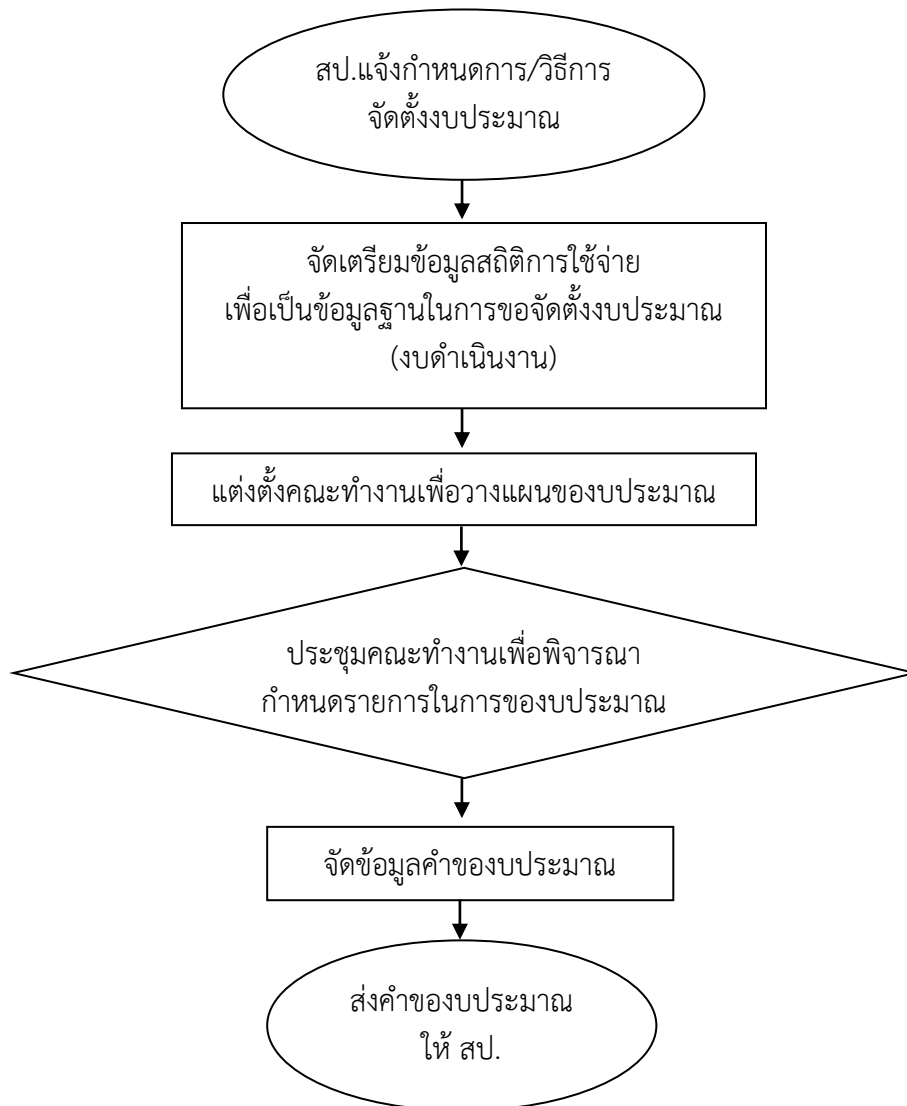 สป.แจ้งกำหนดการ/วิธีการ
จัดตั้งงบประมาณ
จัดเตรียมข้อมูลสถิติการใช้จ่าย
เพื่อเป็นข้อมูลฐานในการขอจัดตั้งงบประมาณ
(งบดำเนินงาน)
แต่งตั้งคณะทำงานเพื่อวางแผนของบประมาณ
ประชุมคณะทำงานเพื่อพิจารณา
กำหนดรายการในการของบประมาณ
จัดข้อมูลคำของบประมาณ
ส่งคำของบประมาณ
ให้ สป.